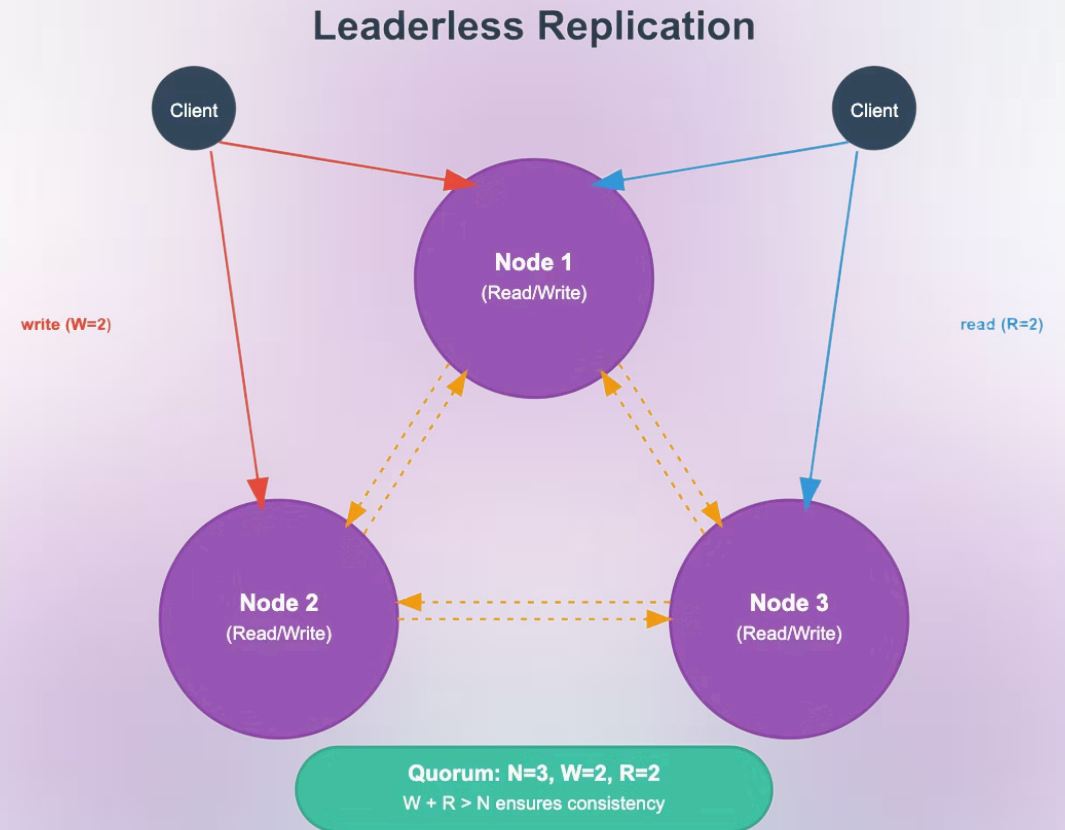 Leaderless Replication
Client
Client
Node 1
(Read/Write)
write (W=2)
read (R=2)
Node 2
(Read/Write)
Node 3
(Read/Write)
Quorum: N=3, W=2, R=2
W + R > N ensures consistency